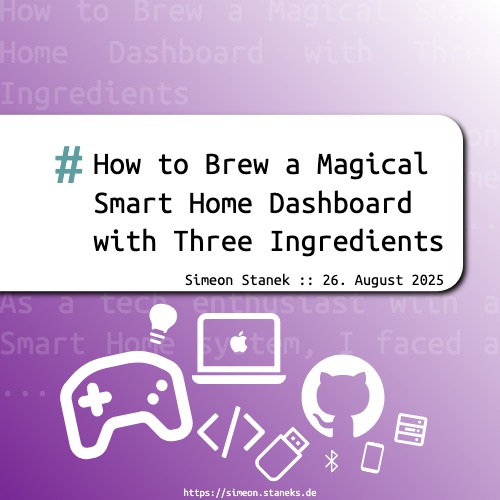 How to Brew a Magical Smart
Home Dashboard with Three
Ingredients
# How to Brew a Magical
Smart Home Dashboard
with Three Ingredients
Simeon Stanek :: 26. August 2025
As a tech enthusiast with a
Smart Home system, I faced a
...
https://simeon.staneks.de